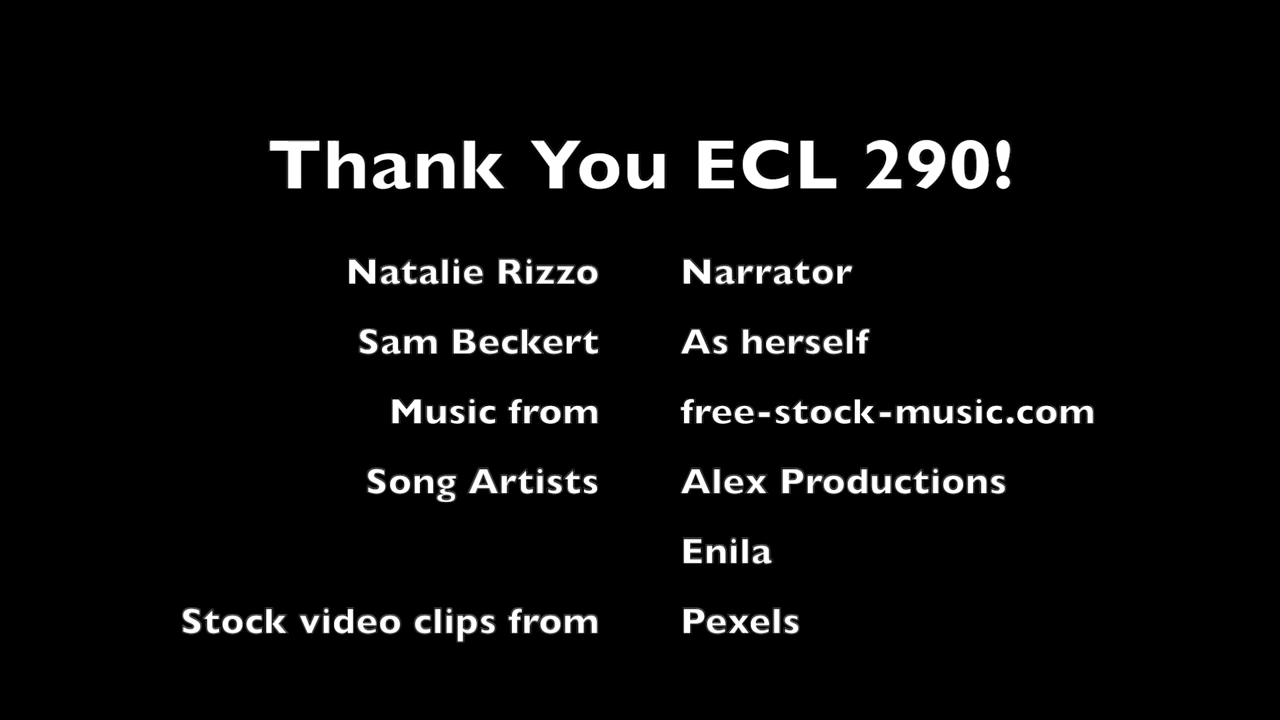 Thank You ECL 290!
Natalie Rizzo Narrator
Sam Beckert As herself
Music from free-stock-music.com
Song Artists Alex Productions
Enila
Stock video clips from Pexels